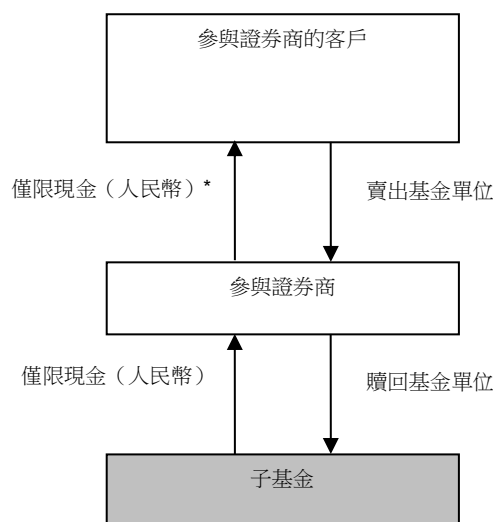 參與證券商的客戶
僅限現金（人民幣）*
賣出基金單位
參與證券商
僅限現金（人民幣）
贖回基金單位
子基金